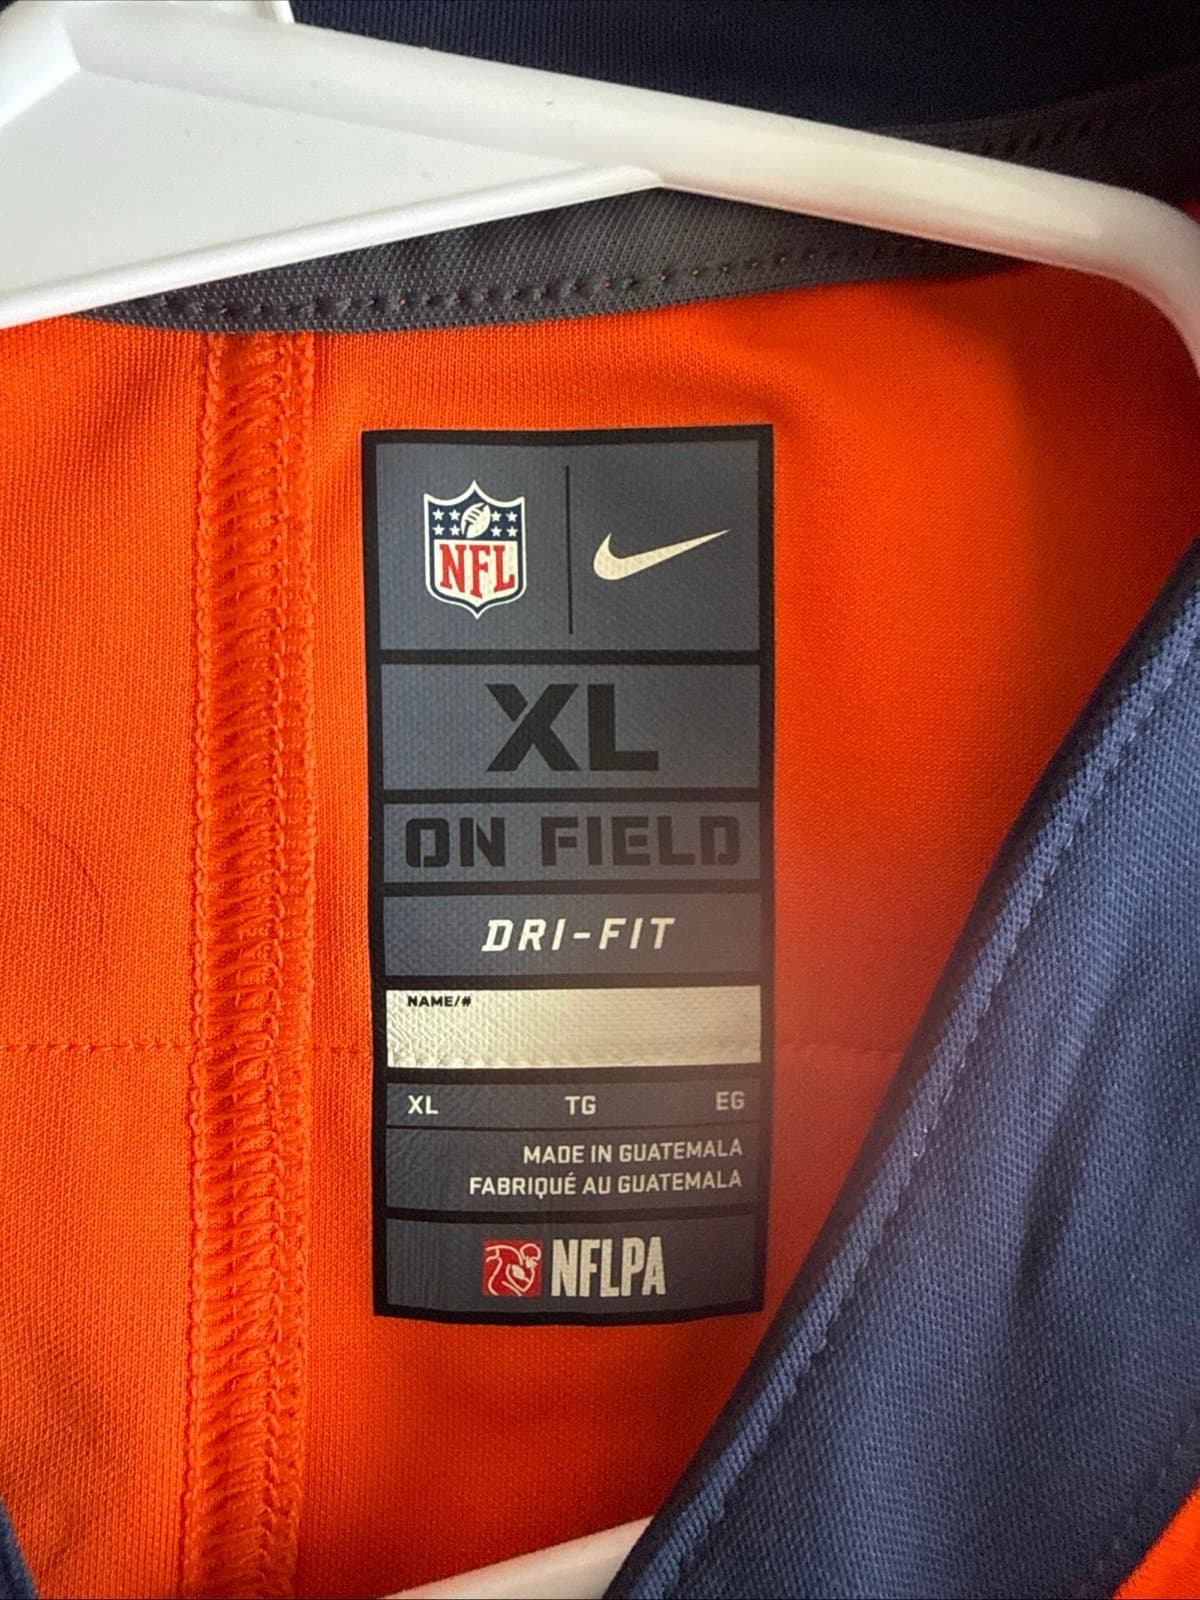 NFL
XL
ON FIELD
DRI-FIT
NAME/#
XL TG EG
MADE IN GUATEMALA
FABRIQUÉ AU GUATEMALA
NFLPA